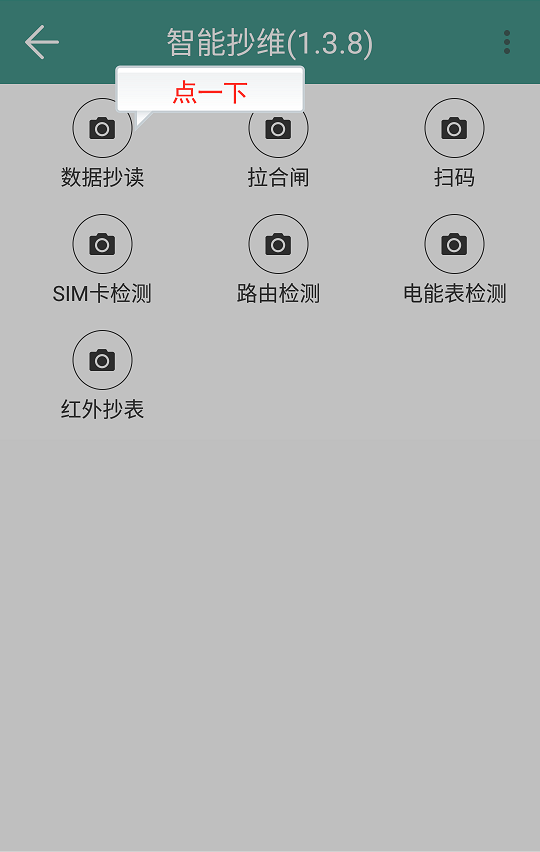 智能抄维(1.3.8)
点一下
数据抄读
拉合闸
扫码
SIM卡检测
路由检测
电能表检测
红外抄表